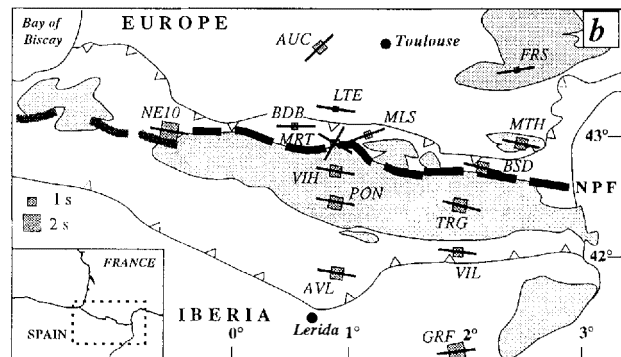 EUROPE
b
Bay of
Biscay
AUC
Toulouse
FRS
LTE
NE10
BDB
MLS
MTH
43°
MRT
BSD
VIH
NPF
1 s
PON
2 s
TRG
42°
FRANCE
VIL
AVL
IBERIA
SPAIN
Lerida
0°
1°
GRF
2°
3°